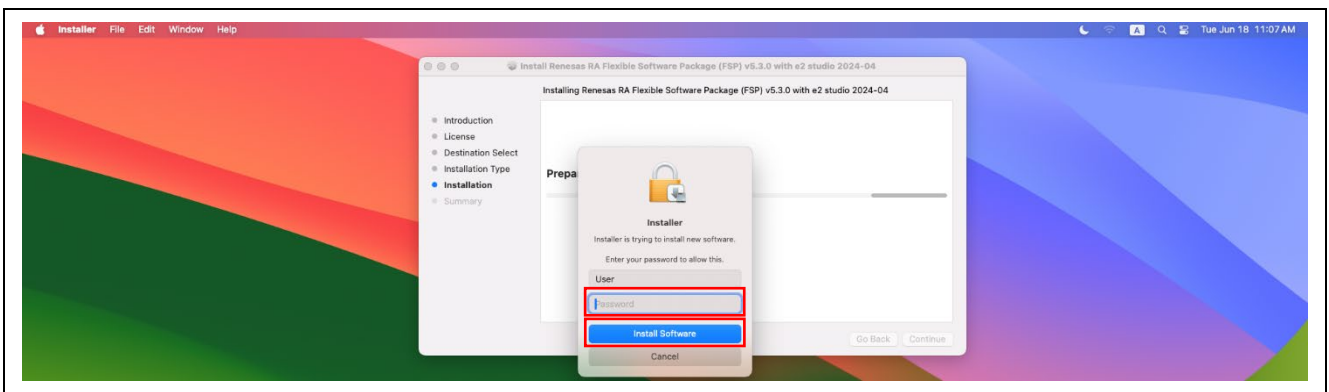 Installer File Edit Window Help A Tue Jun 18 11:07 AM
Install Renesas RA Flexible Software Package (FSP) v5.3.0 with e2 studio 2024-04
Installing Renesas RA Flexible Software Package (FSP) v5.3.0 with e2 studio 2024-04
Introduction
License
Destination Select
Installation Type
Installation
Summary
Prepa
Installer
Installer is trying to install new software.
Enter your password to allow this.
User
Password
Install Software
Cancel
Go Back Continue